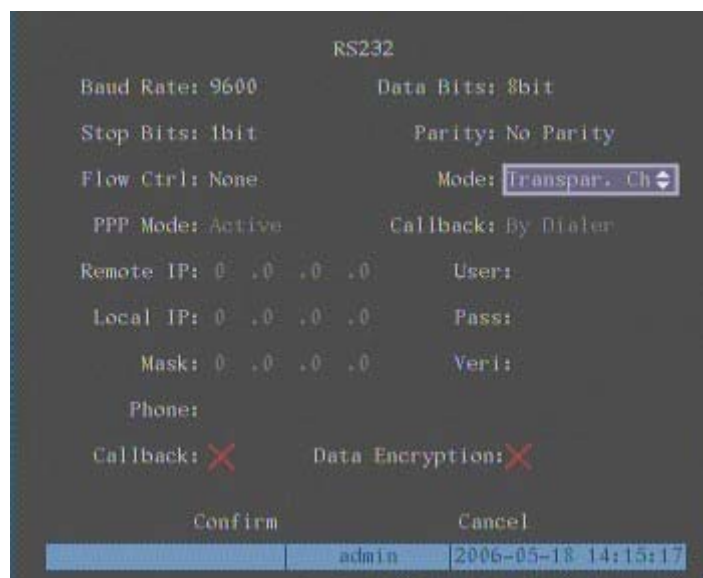 RS232
Baud Rate: 9600 Data Bits: 8bit
Stop Bits: 1bit Parity: No Parity
Flow Ctrl: None Mode: Transpar. Ch
PPP Mode: Active Callback: By Dialer
Remote IP: 0 .0 .0 .0 User:
Local IP: 0 .0 .0 .0 Pass:
Mask: 0 .0 .0 .0 Veri:
Phone:
Callback: Data Encryption:
Confirm Cancel
admin 2006-05-18 14:15:17